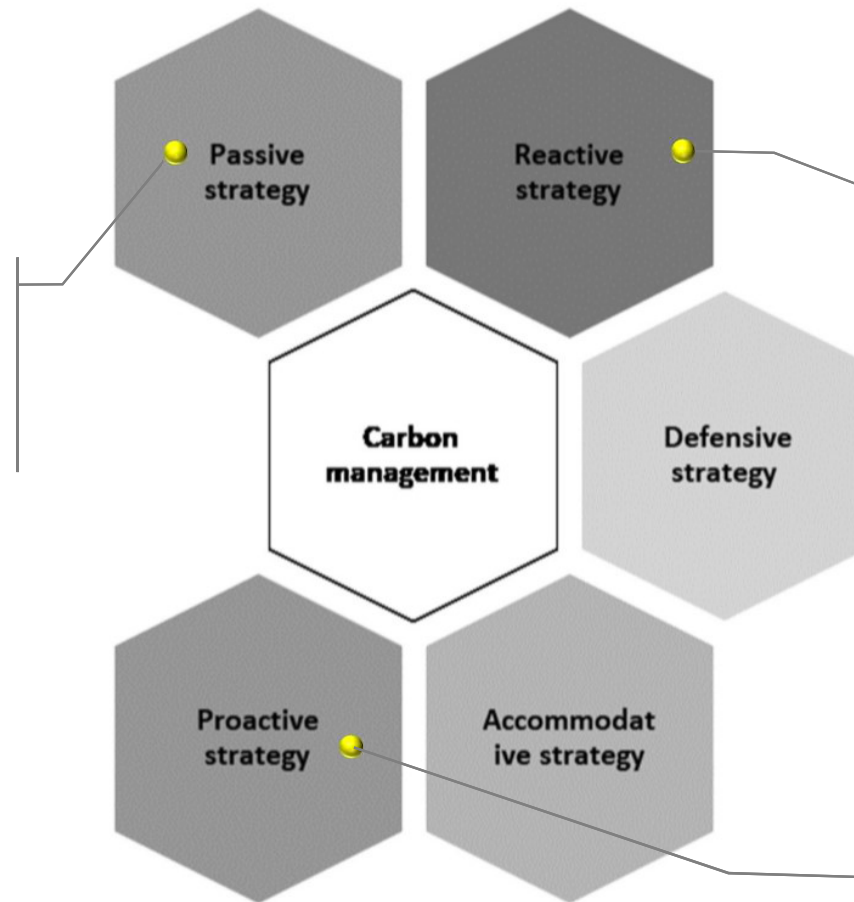 Passive
strategy
Reactive
strategy
Carbon
management
Defensive
strategy
Proactive
strategy
Accommodat
ive strategy